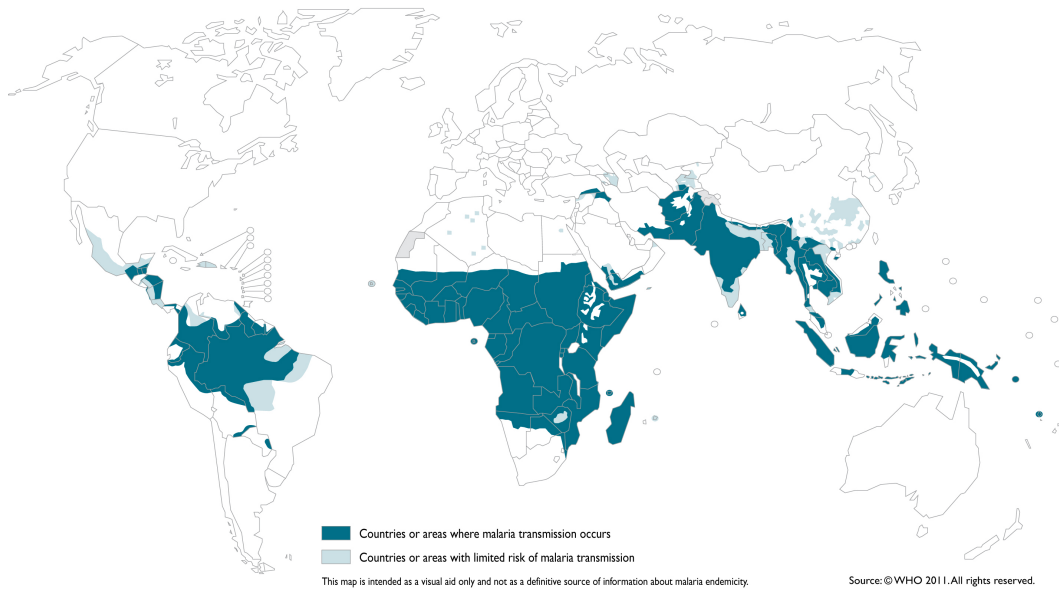 Countries or areas where malaria transmission occurs
Countries or areas with limited risk of malaria transmission
This map is intended as a visual aid only and not as a definitive source of information about malaria endemicity.
Source: © WHO 2011. All rights reserved.